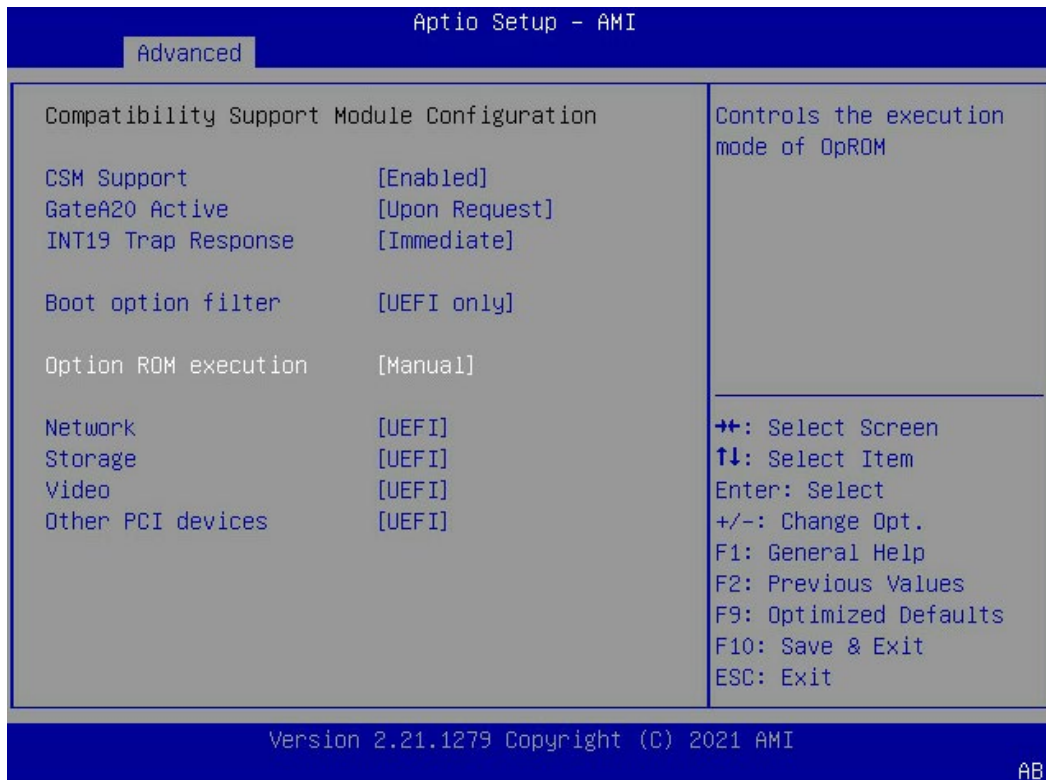 Aptio Setup – AMI
Advanced
Compatibility Support Module Configuration
CSM Support [Enabled]
GateA20 Active [Upon Request]
INT19 Trap Response [Immediate]
Boot option filter [UEFI only]
Option ROM execution [Manual]
Network [UEFI]
Storage [UEFI]
Video [UEFI]
Other PCI devices [UEFI]
Controls the execution
mode of OpROM
→←: Select Screen
↑↓: Select Item
Enter: Select
+/-: Change Opt.
F1: General Help
F2: Previous Values
F9: Optimized Defaults
F10: Save & Exit
ESC: Exit
Version 2.21.1279 Copyright (C) 2021 AMI
AB